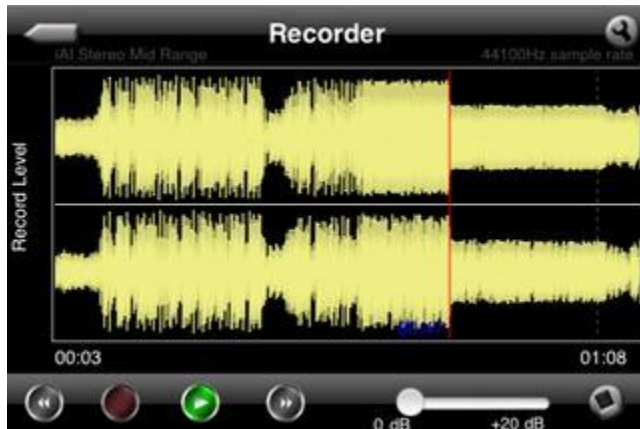 Recorder
iAI Stereo Mid Range
44100Hz sample rate
Record Level
00:03
01:08
0 dB
+20 dB